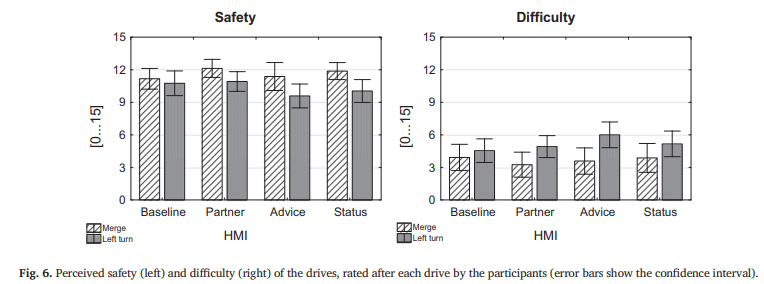 Safety
15
12
9
6
3
0
[0...15]
Baseline Partner Advice Status
HMI
Merge
Left turn
Difficulty
15
12
9
6
3
0
[0...15]
Baseline Partner Advice Status
HMI
Merge
Left turn
Fig. 6. Perceived safety (left) and difficulty (right) of the drives, rated after each drive by the participants (error bars show the confidence interval).